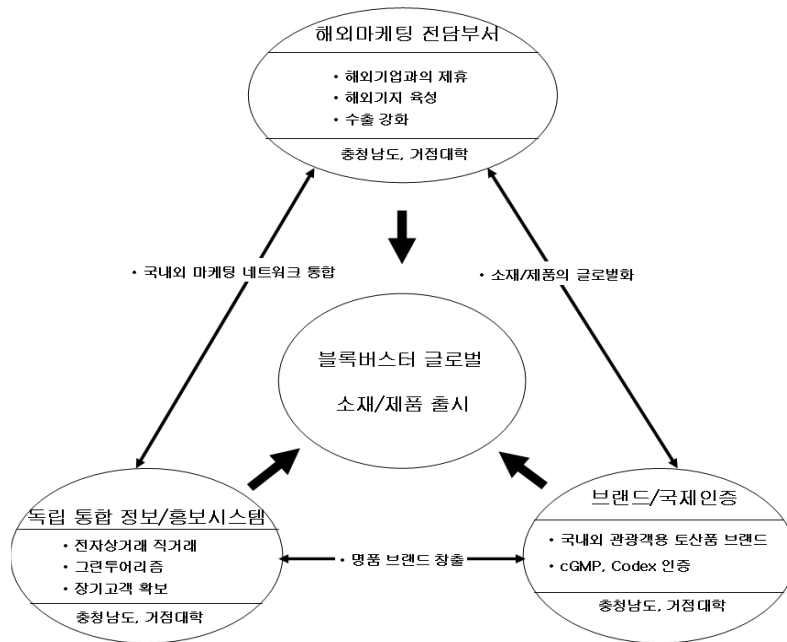 해외마케팅 전담부서
• 해외기업과의 제휴
• 해외기지 육성
• 수출 강화
충청남도, 거점대학
• 국내외 마케팅 네트워크 통합
• 소재/제품의 글로벌화
블록버스터 글로벌
소재/제품 출시
독립 통합 정보/홍보시스템
• 전자상거래 직거래
• 그린투어리즘
• 장기고객 확보
충청남도, 거점대학
• 명품 브랜드 창출
브랜드/국제인증
• 국내외 관광객용 토산품 브랜드
• cGMP, Codex 인증
충청남도, 거점대학